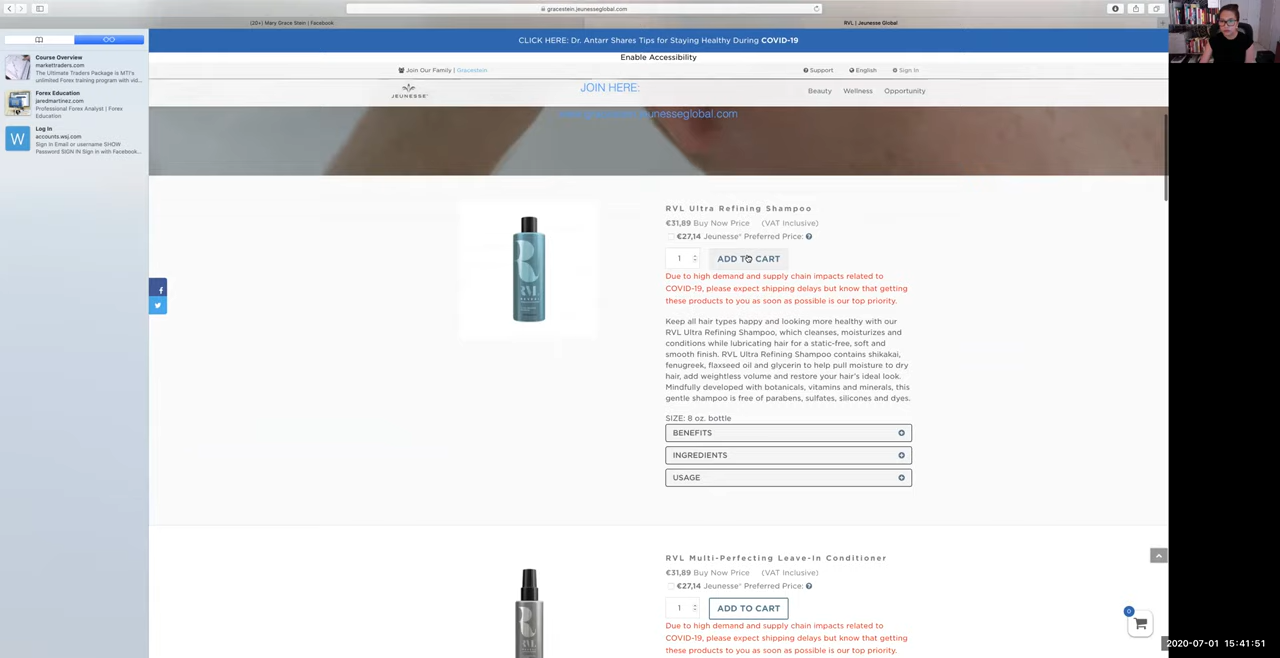 gracestein.jeunesseglobal.com
(20+) Mary Grace Stein | Facebook
RVL | Jeunesse Global
CLICK HERE: Dr. Antarr Shares Tips for Staying Healthy During COVID-19
Enable Accessibility
Join Our Family | Gracestein
Support
English
Sign In
JEUNESSE
JOIN HERE:
Beauty
Wellness
Opportunity
Course Overview
markettraders.com
The Ultimate Traders Package is MTI's
unlimited Forex training program with vid...
Forex Education
jaredmartinez.com
Professional Forex Analyst | Forex
Education
W
Log In
accounts.wsj.com
Sign In Email or username SHOW
Password SIGN IN Sign in with Facebook...
RVL Ultra Refining Shampoo
€31,89 Buy Now Price (VAT Inclusive)
€27,14 Jeunesse® Preferred Price:
1
ADD TO CART
Due to high demand and supply chain impacts related to
COVID-19, please expect shipping delays but know that getting
these products to you as soon as possible is our top priority.
Keep all hair types happy and looking more healthy with our
RVL Ultra Refining Shampoo, which cleanses, moisturizes and
conditions while lubricating hair for a static-free, soft and
smooth finish. RVL Ultra Refining Shampoo contains shikakai,
fenugreek, flaxseed oil and glycerin to help pull moisture to dry
hair, add weightless volume and restore your hair's ideal look.
Mindfully developed with botanicals, vitamins and minerals, this
gentle shampoo is free of parabens, sulfates, silicones and dyes.
SIZE: 8 oz. bottle
BENEFITS
INGREDIENTS
USAGE
RVL
RVL Multi-Perfecting Leave-In Conditioner
€31,89 Buy Now Price (VAT Inclusive)
€27,14 Jeunesse® Preferred Price:
1
ADD TO CART
Due to high demand and supply chain impacts related to
COVID-19, please expect shipping delays but know that getting
these products to you as soon as possible is our top priority.
0
2020-07-01 15:41:51